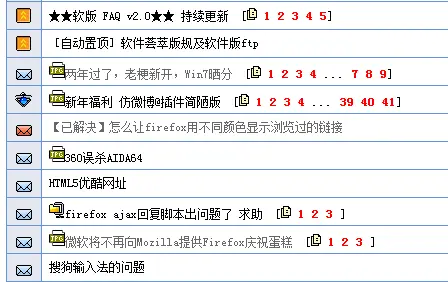 ★★软版 FAQ v2.0★★ 持续更新 [ 1 2 3 4 5]
[自动置顶] 软件荟萃版规及软件版ftp
两年过了，老梗新开，Win7晒分 [ 1 2 3 4 ... 7 8 9]
新年福利 仿微博@插件简陋版 [ 1 2 3 4 ... 39 40 41]
【已解决】怎么让firefox用不同颜色显示浏览过的链接
360误杀AIDA64
HTML5优酷网址
firefox ajax回复脚本出问题了 求助 [ 1 2 3 ]
微软将不再向Mozilla提供Firefox庆祝蛋糕 [ 1 2 3 ]
搜狗输入法的问题